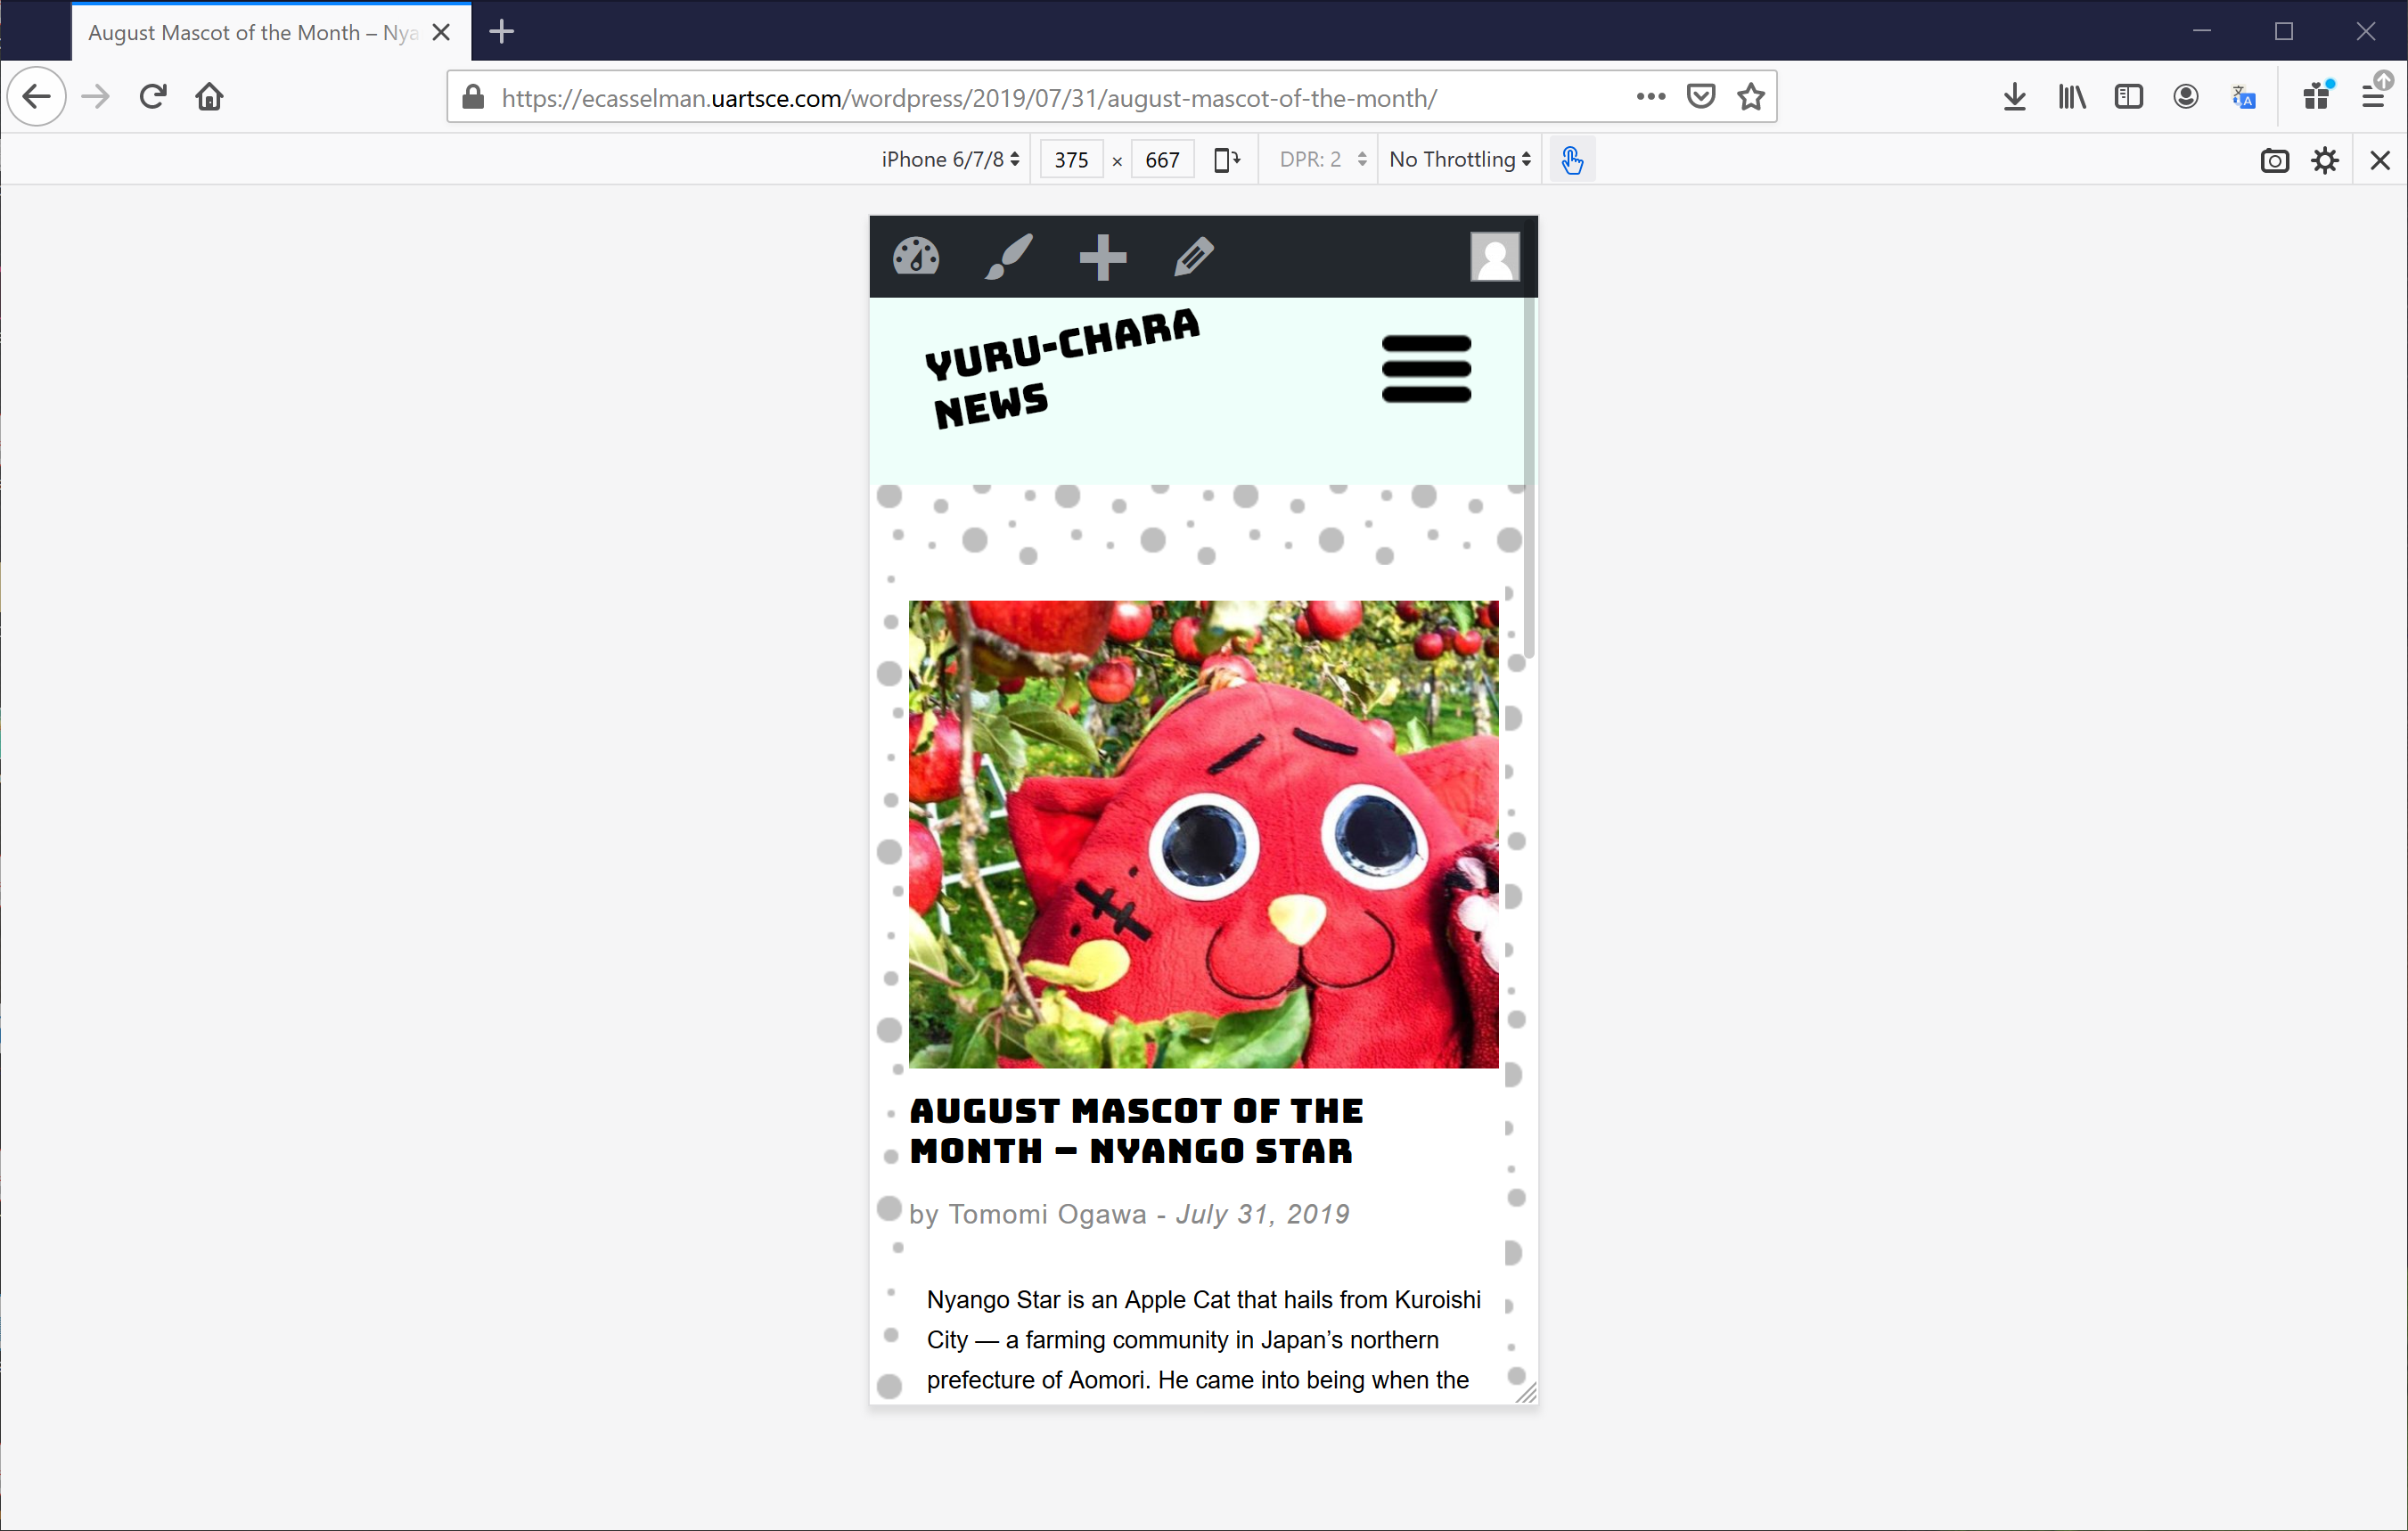 August Mascot of the Month – Nya
https://ecasselman.uartsce.com/wordpress/2019/07/31/august-mascot-of-the-month/
iPhone 6/7/8 375 × 667 DPR: 2 No Throttling
YURU-CHARA
NEWS
AUGUST MASCOT OF THE
MONTH – NYANGO STAR
by Tomomi Ogawa - July 31, 2019
Nyango Star is an Apple Cat that hails from Kuroishi
City — a farming community in Japan’s northern
prefecture of Aomori. He came into being when the